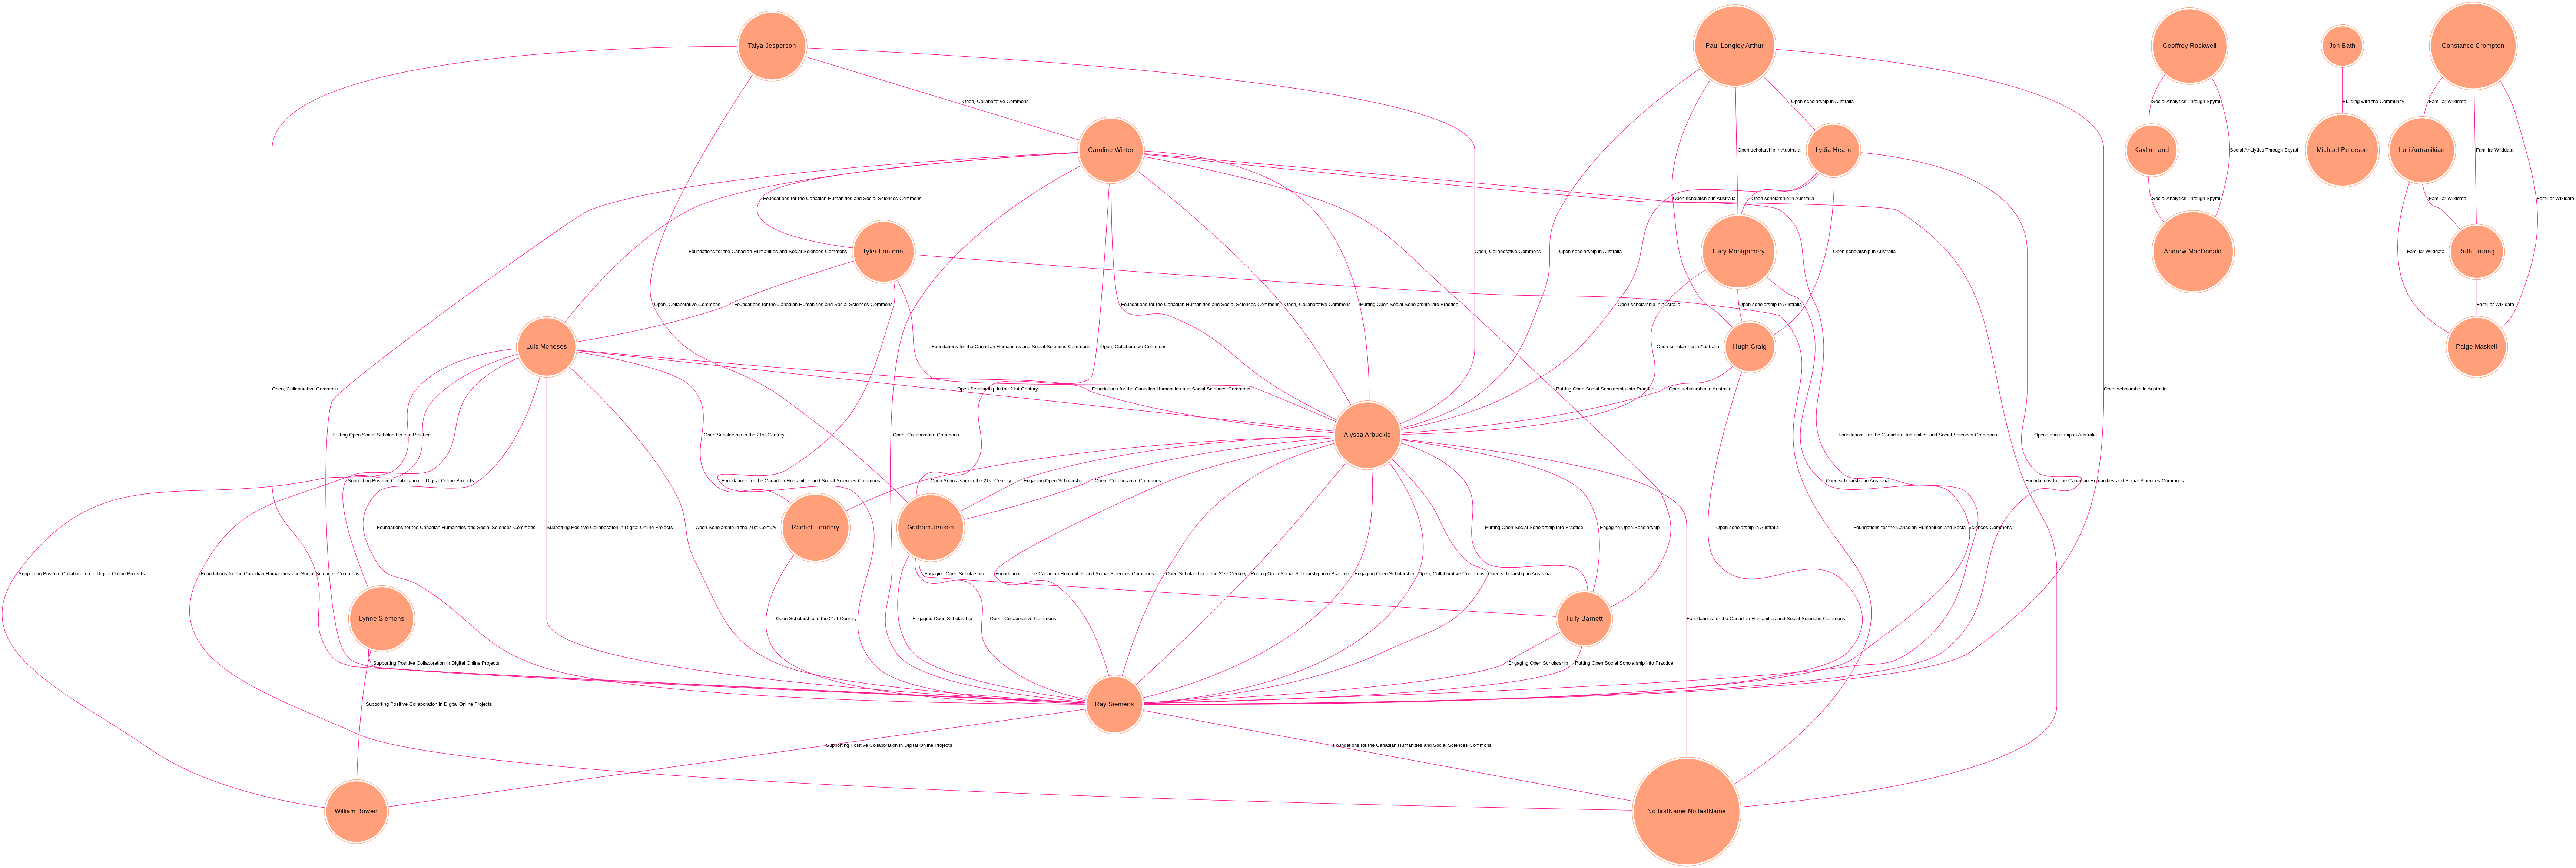 Talya Jesperson
Paul Longley Arthur
Geoffrey Rockwell
Jon Bath
Constance Crompton
Open, Collaborative Commons
Open scholarship in Australia
Social Analytics Through Spyral
Building with the Community
Familiar Wikidata
Caroline Winter
Open scholarship in Australia
Lydia Hearn
Kaylin Land
Social Analytics Through Spyral
Michael Peterson
Lori Antranikian
Familiar Wikidata
Foundations for the Canadian Humanities and Social Sciences Commons
Open scholarship in Australia
Open scholarship in Australia
Social Analytics Through Spyral
Familiar Wikidata
Familiar Wikidata
Foundations for the Canadian Humanities and Social Sciences Commons
Tyler Fontenot
Open, Collaborative Commons
Open scholarship in Australia
Lucy Montgomery
Open scholarship in Australia
Andrew MacDonald
Familiar Wikidata
Ruth Truong
Open, Collaborative Commons
Foundations for the Canadian Humanities and Social Sciences Commons
Foundations for the Canadian Humanities and Social Sciences Commons
Open, Collaborative Commons
Putting Open Social Scholarship into Practice
Open scholarship in Australia
Open scholarship in Australia
Familiar Wikidata
Luis Meneses
Foundations for the Canadian Humanities and Social Sciences Commons
Open, Collaborative Commons
Open scholarship in Australia
Hugh Craig
Paige Maskell
Open, Collaborative Commons
Open Scholarship in the 21st Century
Foundations for the Canadian Humanities and Social Sciences Commons
Putting Open Social Scholarship into Practice
Open scholarship in Australia
Open scholarship in Australia
Putting Open Social Scholarship into Practice
Open Scholarship in the 21st Century
Open, Collaborative Commons
Alyssa Arbuckle
Foundations for the Canadian Humanities and Social Sciences Commons
Open scholarship in Australia
Supporting Positive Collaboration in Digital Online Projects
Foundations for the Canadian Humanities and Social Sciences Commons
Open Scholarship in the 21st Century
Engaging Open Scholarship
Open, Collaborative Commons
Open scholarship in Australia
Foundations for the Canadian Humanities and Social Sciences Commons
Foundations for the Canadian Humanities and Social Sciences Commons
Supporting Positive Collaboration in Digital Online Projects
Open Scholarship in the 21st Century
Rachel Hendery
Graham Jensen
Putting Open Social Scholarship into Practice
Engaging Open Scholarship
Open scholarship in Australia
Foundations for the Canadian Humanities and Social Sciences Commons
Supporting Positive Collaboration in Digital Online Projects
Foundations for the Canadian Humanities and Social Sciences Commons
Engaging Open Scholarship
Foundations for the Canadian Humanities and Social Sciences Commons
Open Scholarship in the 21st Century
Putting Open Social Scholarship into Practice
Engaging Open Scholarship
Open, Collaborative Commons
Open scholarship in Australia
Lynne Siemens
Open Scholarship in the 21st Century
Engaging Open Scholarship
Open, Collaborative Commons
Tully Barnett
Foundations for the Canadian Humanities and Social Sciences Commons
Supporting Positive Collaboration in Digital Online Projects
Engaging Open Scholarship
Putting Open Social Scholarship into Practice
Supporting Positive Collaboration in Digital Online Projects
Ray Siemens
Supporting Positive Collaboration in Digital Online Projects
Foundations for the Canadian Humanities and Social Sciences Commons
William Bowen
No firstName No lastName